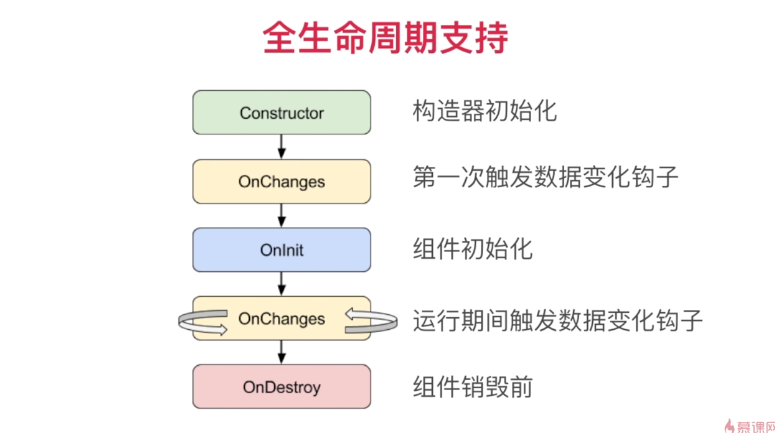 全生命周期支持
Constructor 构造器初始化
OnChanges 第一次触发数据变化钩子
OnInit 组件初始化
OnChanges 运行期间触发数据变化钩子
OnDestroy 组件销毁前
慕课网